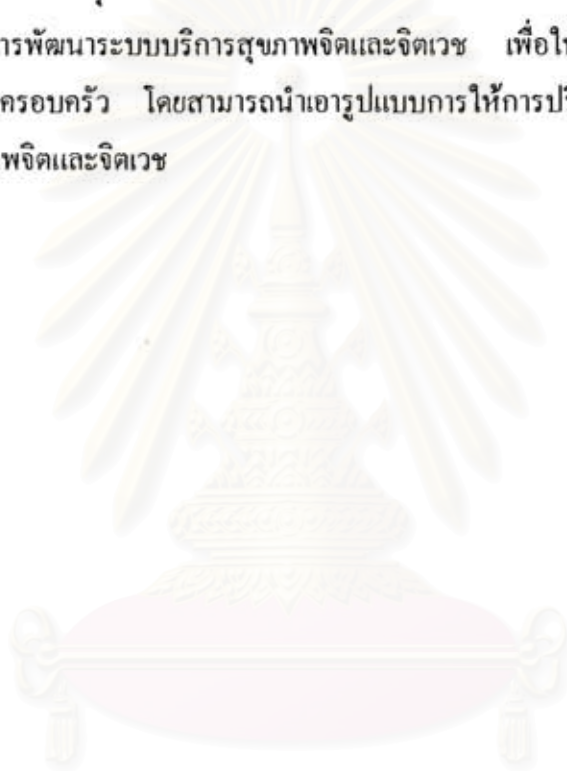 ารพัฒนาระบบบริการสุขภาพจิตและจิตเวช เพื่อให
ครอบครัว โดยสามารถนำเอารูปแบบการให้การปรึ
พจิตและจิตเวช